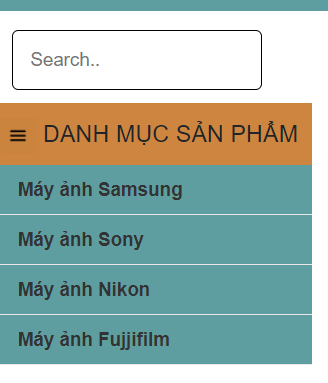 Search..
DANH MỤC SẢN PHẨM
Máy ảnh Samsung
Máy ảnh Sony
Máy ảnh Nikon
Máy ảnh Fujjifilm